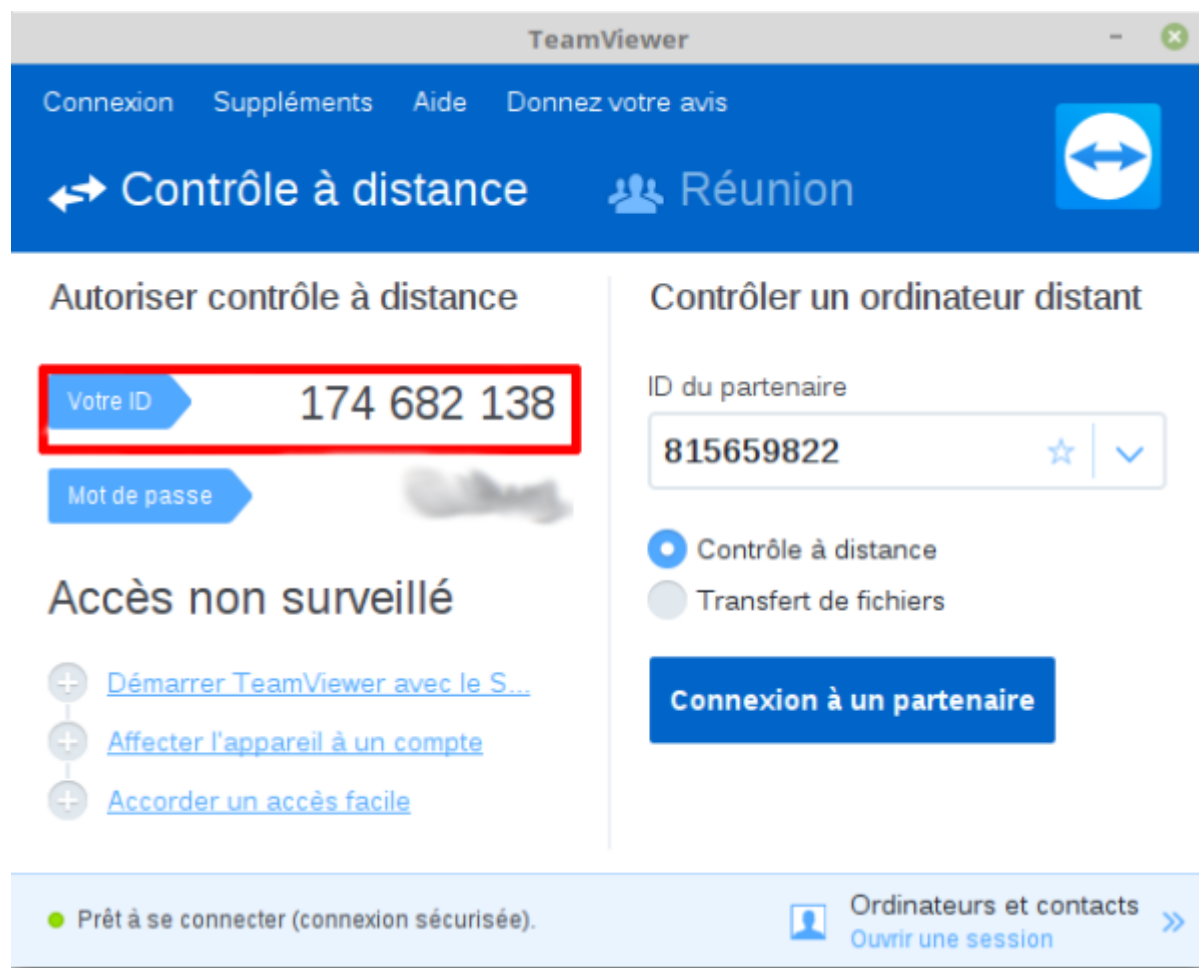 TeamViewer
Connexion Suppléments Aide Donnez votre avis
Contrôle à distance Réunion
Autoriser contrôle à distance
Votre ID 174 682 138
Mot de passe
Accès non surveillé
Démarrer TeamViewer avec le S...
Affecter l'appareil à un compte
Accorder un accès facile
Contrôler un ordinateur distant
ID du partenaire
815659822
Contrôle à distance
Transfert de fichiers
Connexion à un partenaire
Prêt à se connecter (connexion sécurisée).
Ordinateurs et contacts
Ouvrir une session